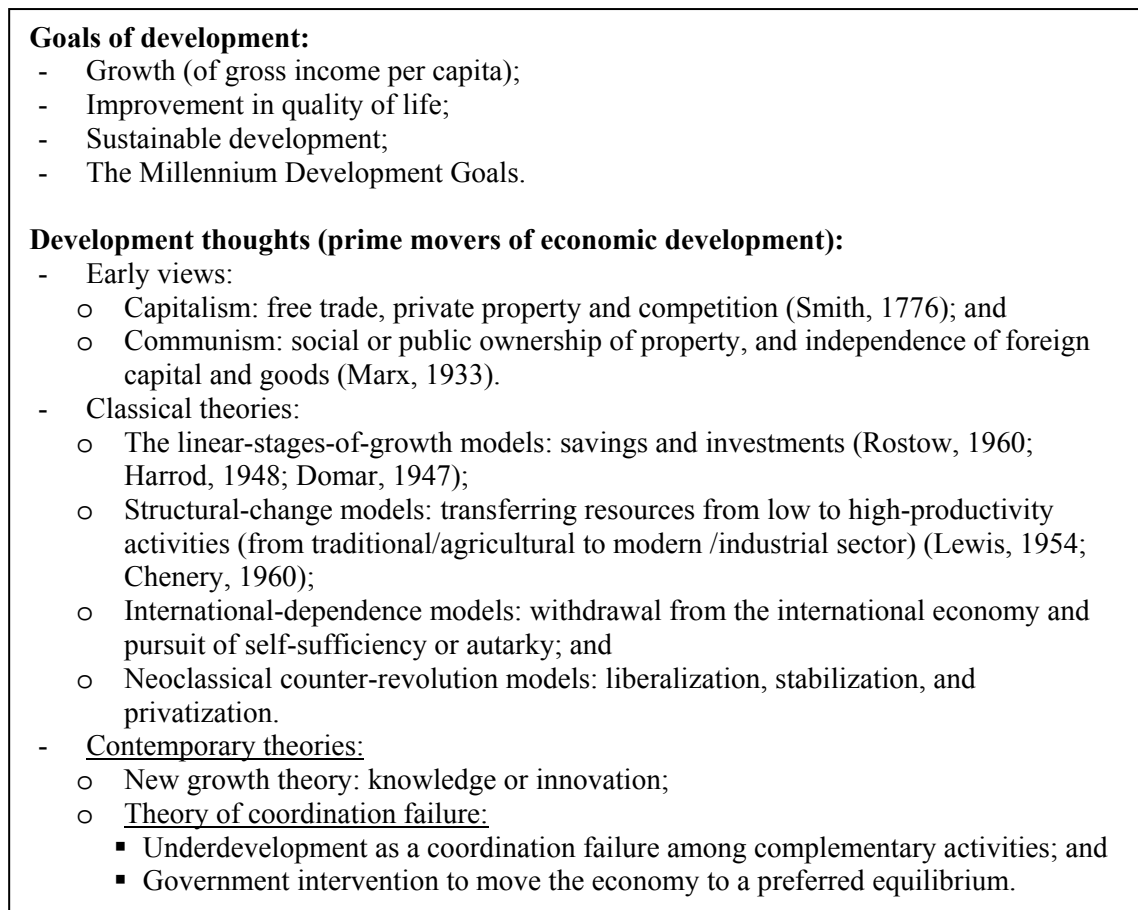 Goals of development:
- Growth (of gross income per capita);
- Improvement in quality of life;
- Sustainable development;
- The Millennium Development Goals.
Development thoughts (prime movers of economic development):
- Early views:
o Capitalism: free trade, private property and competition (Smith, 1776); and
o Communism: social or public ownership of property, and independence of foreign
capital and goods (Marx, 1933).
- Classical theories:
o The linear-stages-of-growth models: savings and investments (Rostow, 1960;
Harrod, 1948; Domar, 1947);
o Structural-change models: transferring resources from low to high-productivity
activities (from traditional/agricultural to modern /industrial sector) (Lewis, 1954;
Chenery, 1960);
o International-dependence models: withdrawal from the international economy and
pursuit of self-sufficiency or autarky; and
o Neoclassical counter-revolution models: liberalization, stabilization, and
privatization.
- Contemporary theories:
o New growth theory: knowledge or innovation;
o Theory of coordination failure:
▪ Underdevelopment as a coordination failure among complementary activities; and
▪ Government intervention to move the economy to a preferred equilibrium.